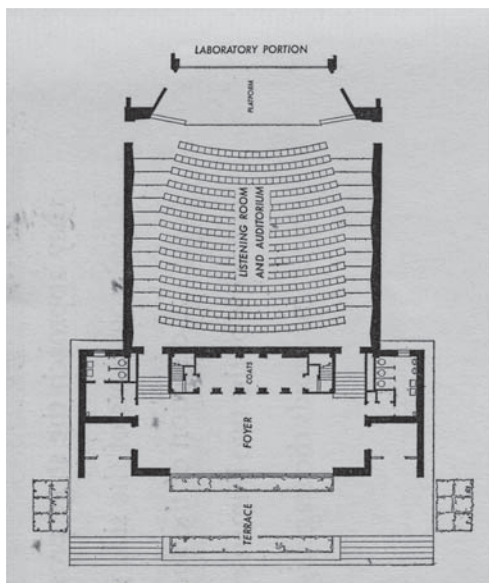 LABORATORY PORTION
PLATFORM
LISTENING ROOM
AND AUDITORIUM
COATS
FOYER
TERRACE